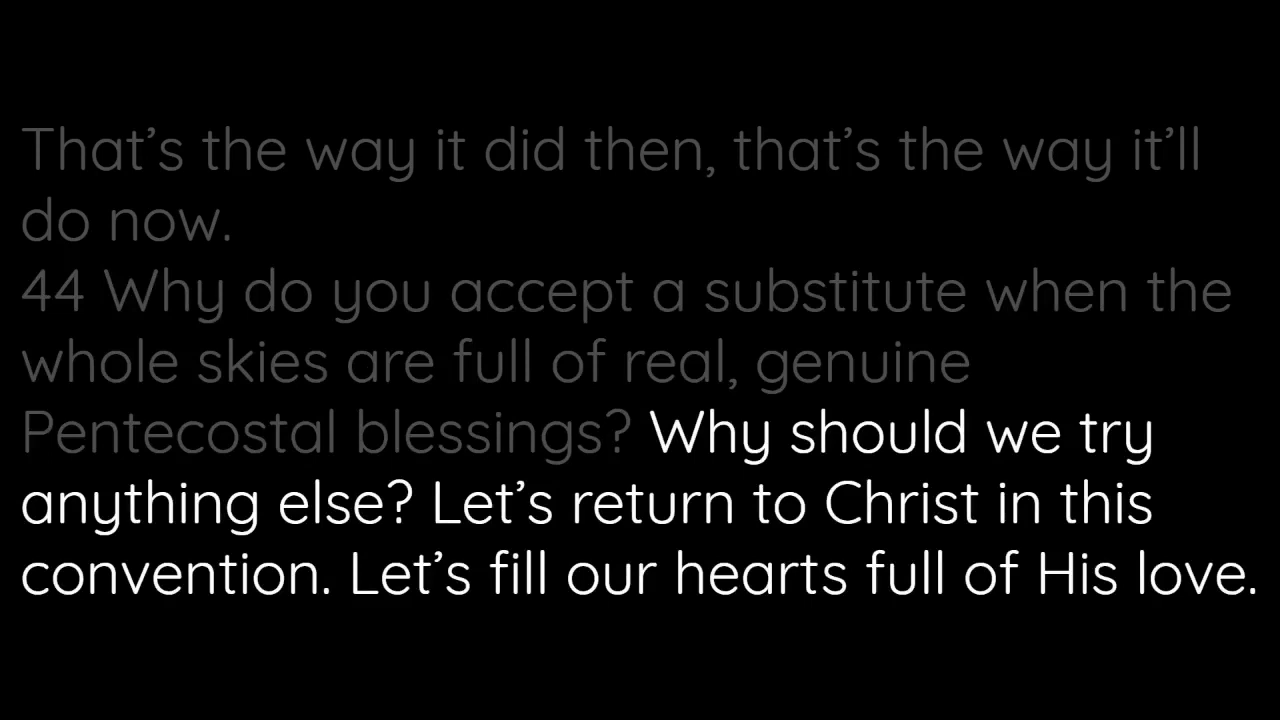 That’s the way it did then, that’s the way it’ll
do now.
44 Why do you accept a substitute when the
whole skies are full of real, genuine
Pentecostal blessings? Why should we try
anything else? Let’s return to Christ in this
convention. Let’s fill our hearts full of His love.